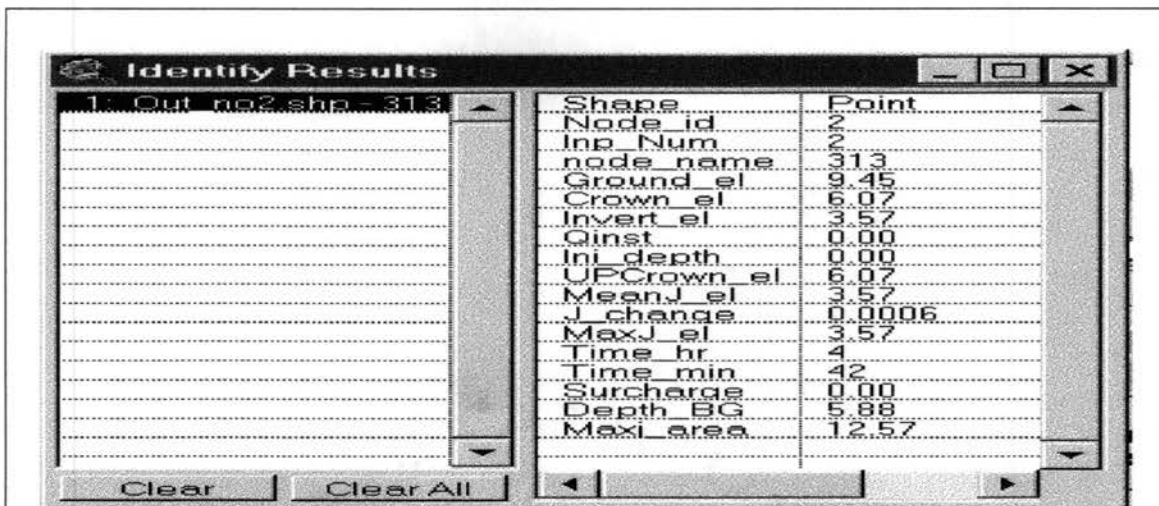 Identify Results
1: Out_no2.shp - 313
Shape Point
Node_id 2
Inp_Num 2
node_name 313
Ground_el 9.45
Crown_el 6.07
Invert_el 3.57
Qinst 0.00
Ini_depth 0.00
UPCrown_el 6.07
MeanJ_el 3.57
J_change 0.0006
MaxJ_el 3.57
Time_hr 4
Time_min 42
Surcharge 0.00
Depth_BG 5.88
Maxi_area 12.57
Clear Clear All